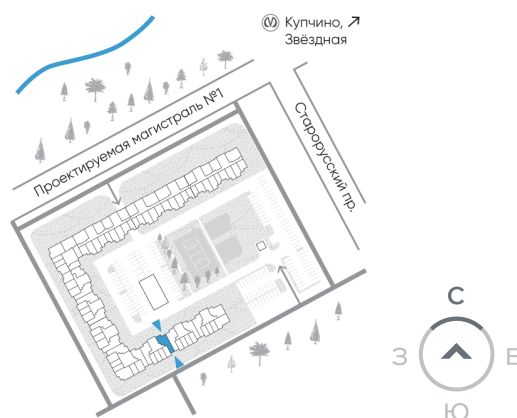 Купчино,
Звёздная
Проектируемая магистраль №1
Старорусский пр.
С
З
В
Ю